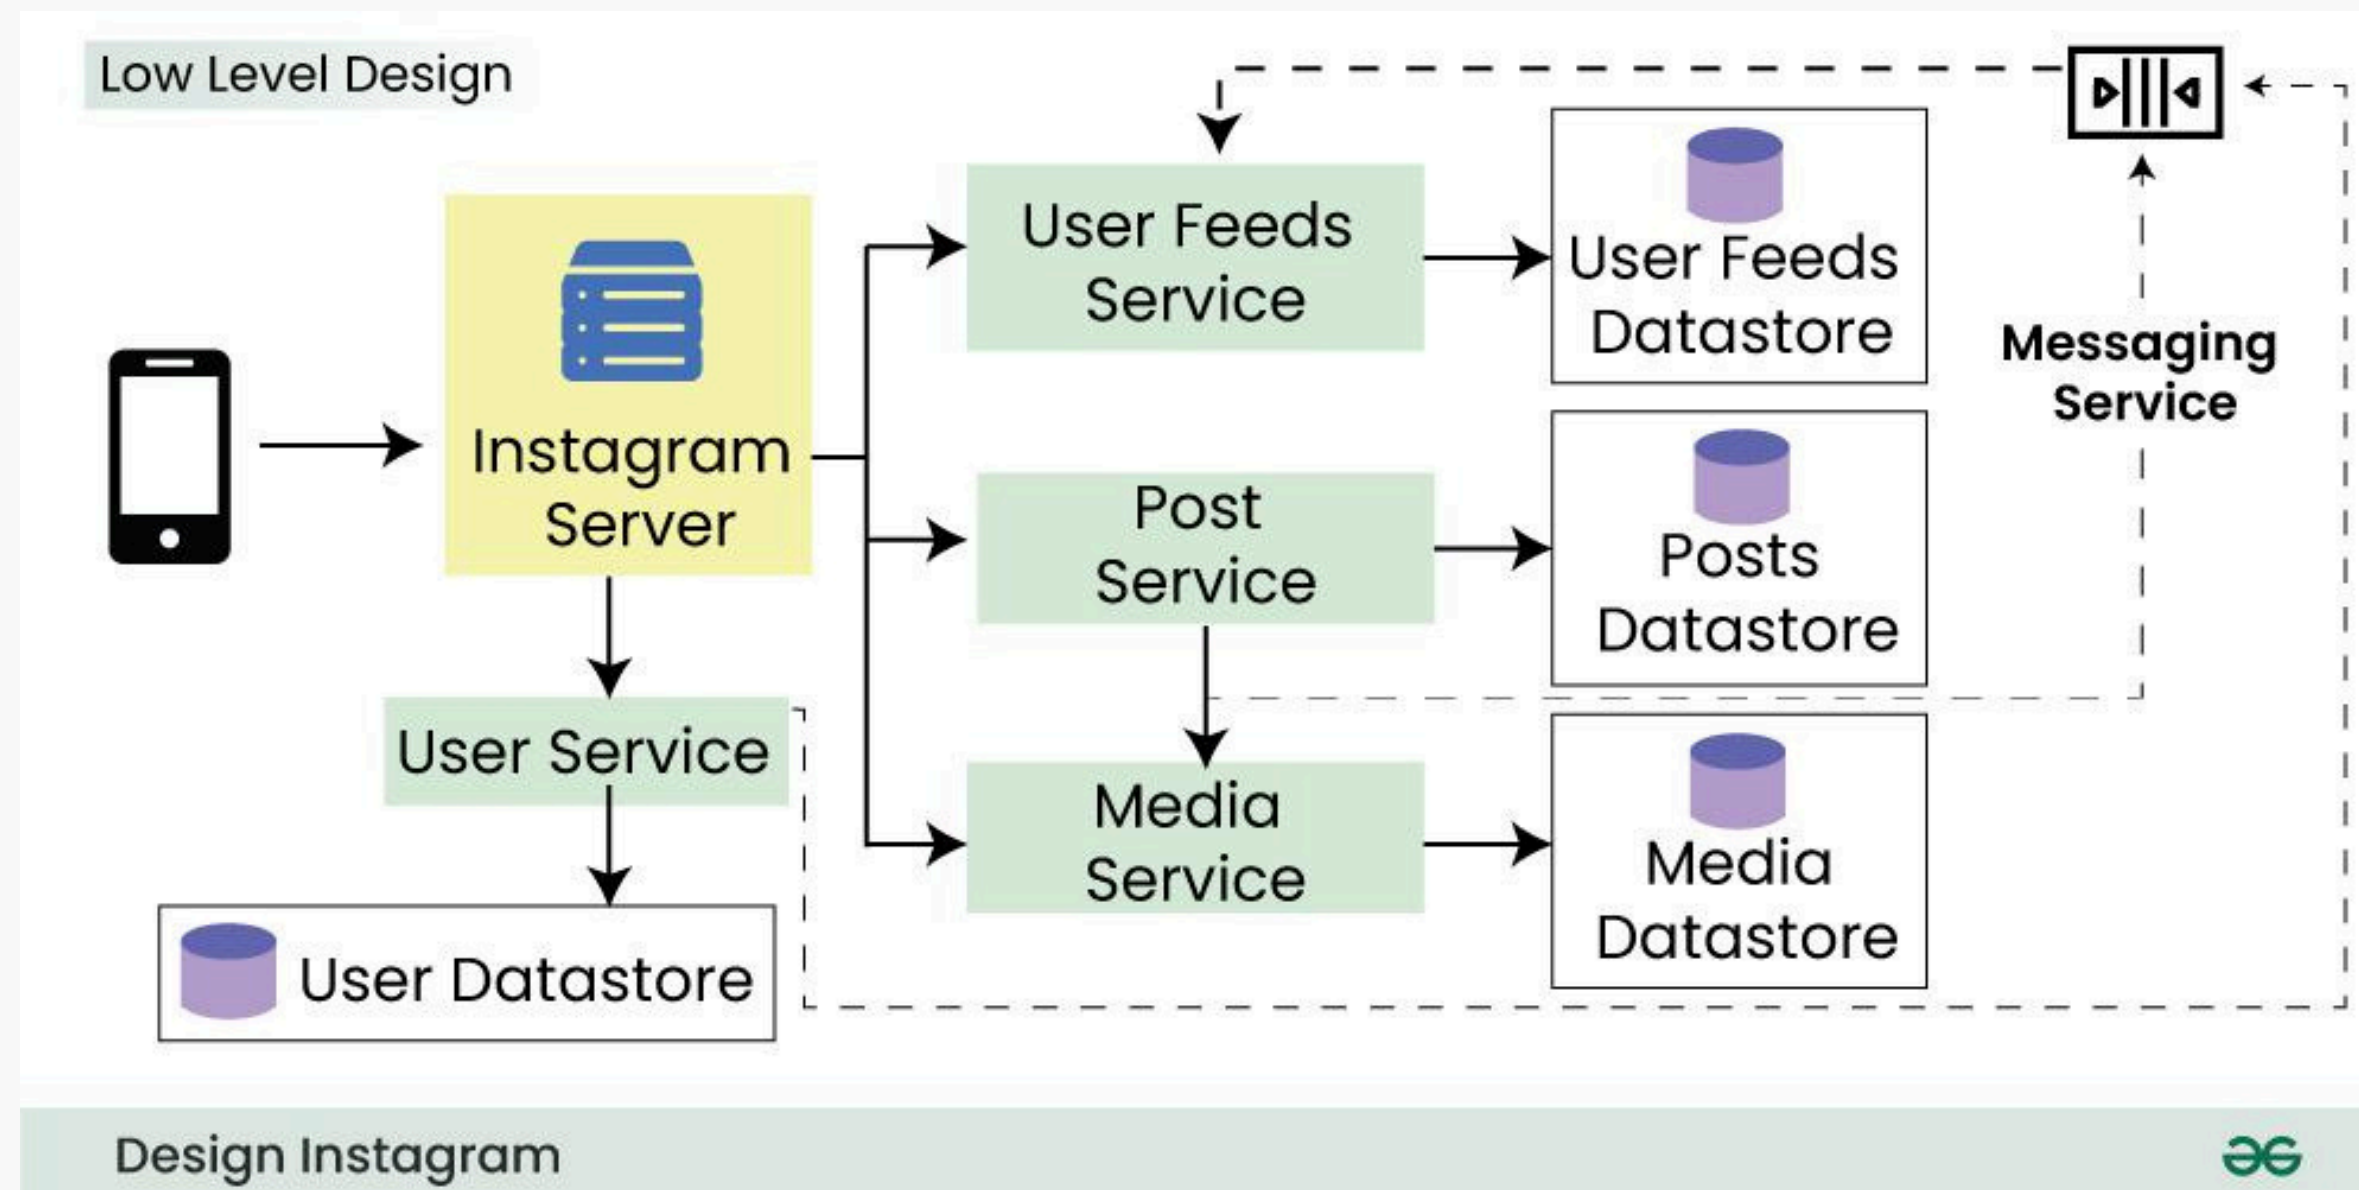 Low Level Design
Instagram
Server
User Feeds
Service
User Feeds
Datastore
Messaging
Service
Post
Service
Posts
Datastore
User Service
Media
Service
Media
Datastore
User Datastore
Design Instagram